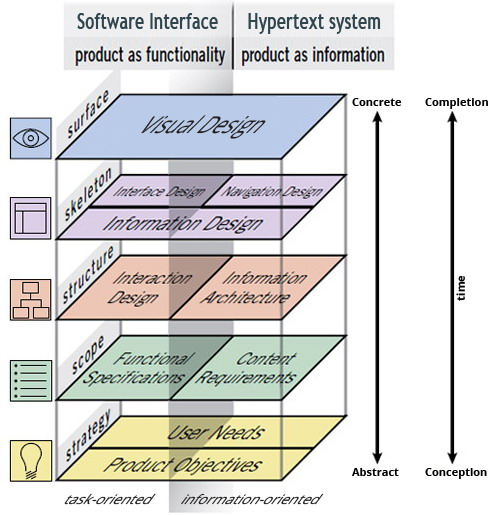 Software Interface
Hypertext system
product as functionality
product as information
Concrete
Completion
surface
Visual Design
skeleton
Interface Design
Navigation Design
Information Design
structure
Interaction
Design
Information
Architecture
time
scope
Functional
Specifications
Content
Requirements
strategy
User Needs
Product Objectives
Abstract
Conception
task-oriented
information-oriented